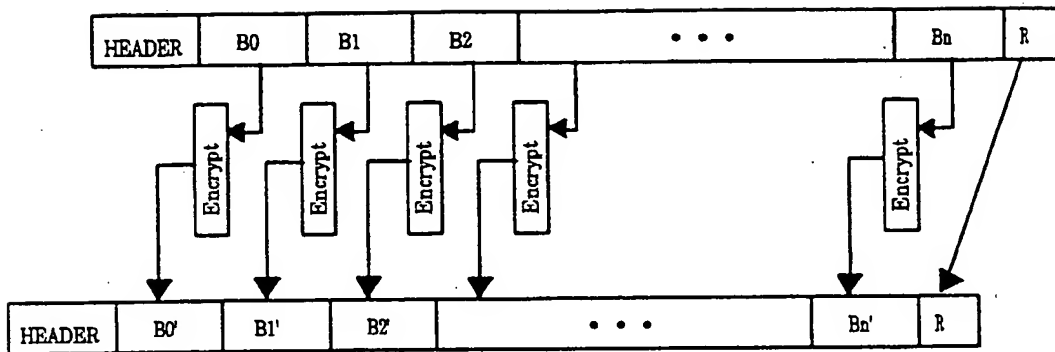 HEADER B0 B1 B2 • • • Bn R
Encrypt Encrypt Encrypt Encrypt Encrypt
HEADER B0' B1' B2' • • • Bn' R